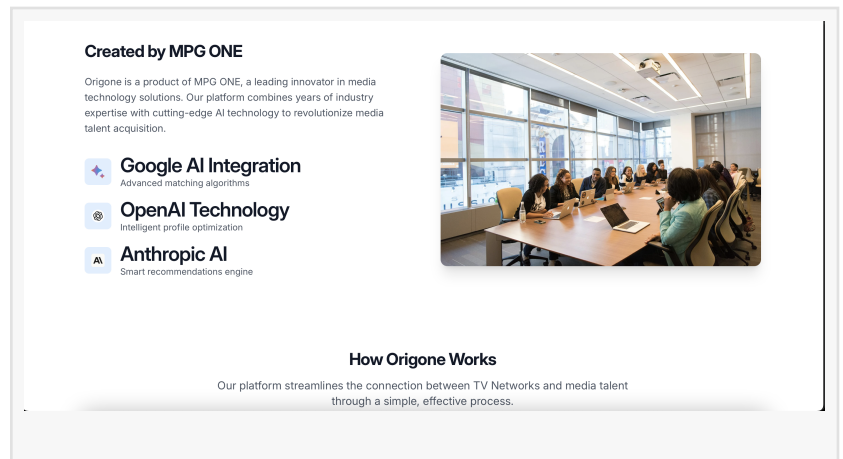 Created by MPG ONE
Origone is a product of MPG ONE, a leading innovator in media
technology solutions. Our platform combines years of industry
expertise with cutting-edge AI technology to revolutionize media
talent acquisition.
Google AI Integration
Advanced matching algorithms
OpenAI Technology
Intelligent profile optimization
Anthropic AI
Smart recommendations engine
How Origone Works
Our platform streamlines the connection between TV Networks and media talent
through a simple, effective process.